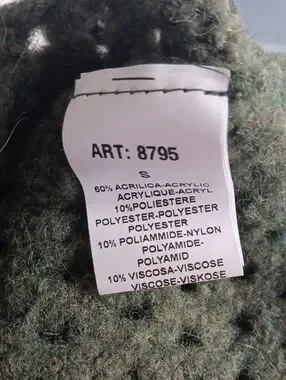 ART: 8795
S
60% ACRILICA-ACRYLIC
ACRYLIQUE-ACRYL
10%POLIESTERE
POLYESTER-POLYESTER
POLYESTER
10% POLIAMMIDE-NYLON
POLYAMIDE-
POLYAMID
10% VISCOSA-VISCOSE
VISCOSE-VISKOSE